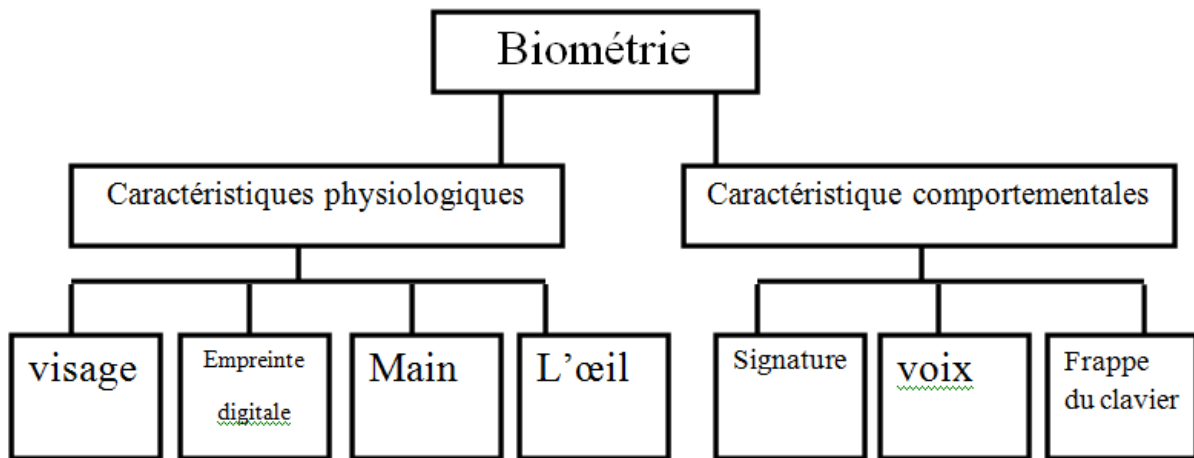 Biométrie
Caractéristiques physiologiques
Caractéristique comportementales
visage
Empreinte
digitale
Main
L’œil
Signature
voix
Frappe
du clavier